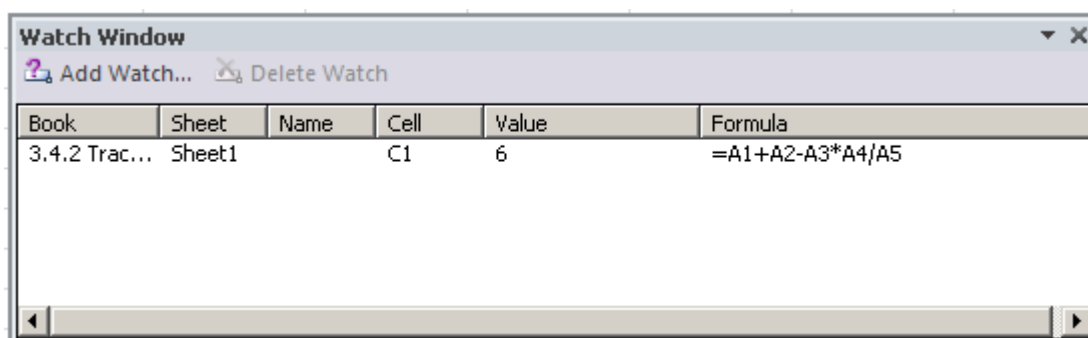 Watch Window
Add Watch... Delete Watch
Book Sheet Name Cell Value Formula
3.4.2 Trac... Sheet1 C1 6 =A1+A2-A3*A4/A5